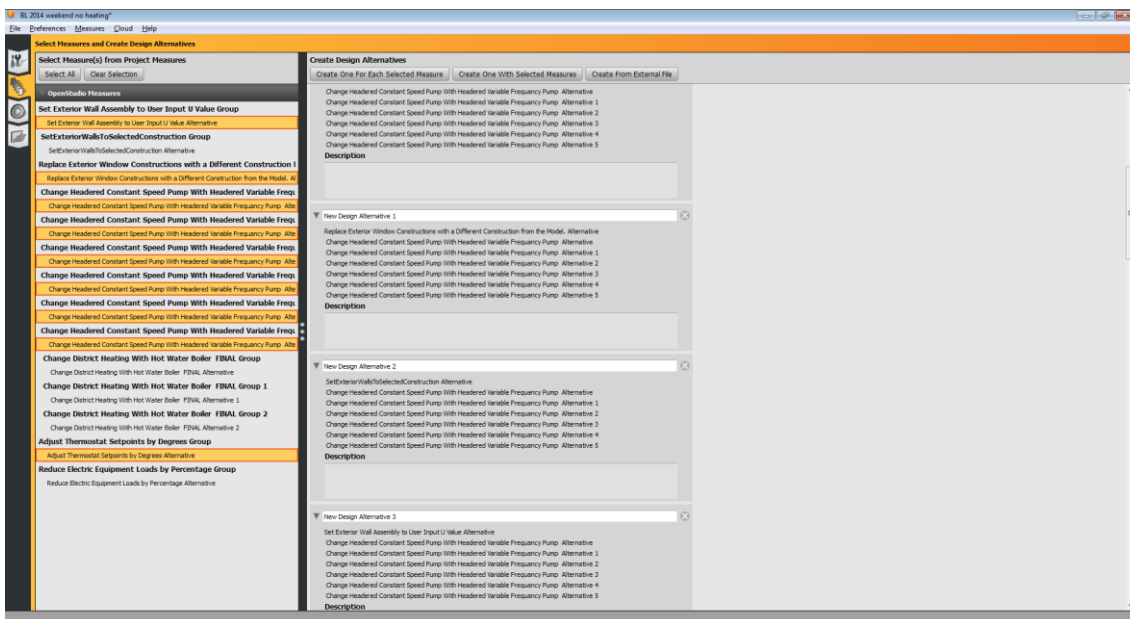 BL 2014 weekend no heating*
File Preferences Measures Cloud Help
Select Measures and Create Design Alternatives
Select Measure(s) from Project Measures
Select All Clear Selection
OpenStudio Measures
Set Exterior Wall Assembly to User Input U Value Group
Set Exterior Wall Assembly to User Input U Value Alternative
SetExteriorWallsToSelectedConstruction Group
SetExteriorWallsToSelectedConstruction Alternative
Replace Exterior Window Constructions with a Different Construction f
Replace Exterior Window Constructions with a Different Construction from the Model. Al
Change Headered Constant Speed Pump With Headered Variable Frequ
Change Headered Constant Speed Pump With Headered Variable Frequency Pump Alte
Change Headered Constant Speed Pump With Headered Variable Frequ
Change Headered Constant Speed Pump With Headered Variable Frequency Pump Alte
Change Headered Constant Speed Pump With Headered Variable Frequ
Change Headered Constant Speed Pump With Headered Variable Frequency Pump Alte
Change Headered Constant Speed Pump With Headered Variable Frequ
Change Headered Constant Speed Pump With Headered Variable Frequency Pump Alte
Change Headered Constant Speed Pump With Headered Variable Frequ
Change Headered Constant Speed Pump With Headered Variable Frequency Pump Alte
Change Headered Constant Speed Pump With Headered Variable Frequ
Change Headered Constant Speed Pump With Headered Variable Frequency Pump Alte
Change District Heating With Hot Water Boiler FINAL Group
Change District Heating With Hot Water Boiler FINAL Alternative
Change District Heating With Hot Water Boiler FINAL Group 1
Change District Heating With Hot Water Boiler FINAL Alternative 1
Change District Heating With Hot Water Boiler FINAL Group 2
Change District Heating With Hot Water Boiler FINAL Alternative 2
Adjust Thermostat Setpoints by Degrees Group
Adjust Thermostat Setpoints by Degrees Alternative
Reduce Electric Equipment Loads by Percentage Group
Reduce Electric Equipment Loads by Percentage Alternative
Create Design Alternatives
Create One For Each Selected Measure Create One With Selected Measures Create From External File
Change Headered Constant Speed Pump With Headered Variable Frequency Pump Alternative
Change Headered Constant Speed Pump With Headered Variable Frequency Pump Alternative 1
Change Headered Constant Speed Pump With Headered Variable Frequency Pump Alternative 2
Change Headered Constant Speed Pump With Headered Variable Frequency Pump Alternative 3
Change Headered Constant Speed Pump With Headered Variable Frequency Pump Alternative 4
Change Headered Constant Speed Pump With Headered Variable Frequency Pump Alternative 5
Description
New Design Alternative 1
Replace Exterior Window Constructions with a Different Construction from the Model. Alternative
Change Headered Constant Speed Pump With Headered Variable Frequency Pump Alternative
Change Headered Constant Speed Pump With Headered Variable Frequency Pump Alternative 1
Change Headered Constant Speed Pump With Headered Variable Frequency Pump Alternative 2
Change Headered Constant Speed Pump With Headered Variable Frequency Pump Alternative 3
Change Headered Constant Speed Pump With Headered Variable Frequency Pump Alternative 4
Change Headered Constant Speed Pump With Headered Variable Frequency Pump Alternative 5
Description
New Design Alternative 2
SetExteriorWallsToSelectedConstruction Alternative
Change Headered Constant Speed Pump With Headered Variable Frequency Pump Alternative
Change Headered Constant Speed Pump With Headered Variable Frequency Pump Alternative 1
Change Headered Constant Speed Pump With Headered Variable Frequency Pump Alternative 2
Change Headered Constant Speed Pump With Headered Variable Frequency Pump Alternative 3
Change Headered Constant Speed Pump With Headered Variable Frequency Pump Alternative 4
Change Headered Constant Speed Pump With Headered Variable Frequency Pump Alternative 5
Description
New Design Alternative 3
Set Exterior Wall Assembly to User Input U Value Alternative
Change Headered Constant Speed Pump With Headered Variable Frequency Pump Alternative
Change Headered Constant Speed Pump With Headered Variable Frequency Pump Alternative 1
Change Headered Constant Speed Pump With Headered Variable Frequency Pump Alternative 2
Change Headered Constant Speed Pump With Headered Variable Frequency Pump Alternative 3
Change Headered Constant Speed Pump With Headered Variable Frequency Pump Alternative 4
Change Headered Constant Speed Pump With Headered Variable Frequency Pump Alternative 5
Description